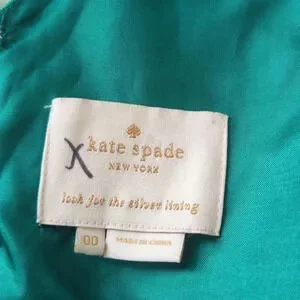 X
kate spade
NEW YORK
look for the silver lining
00
MADE IN CHINA